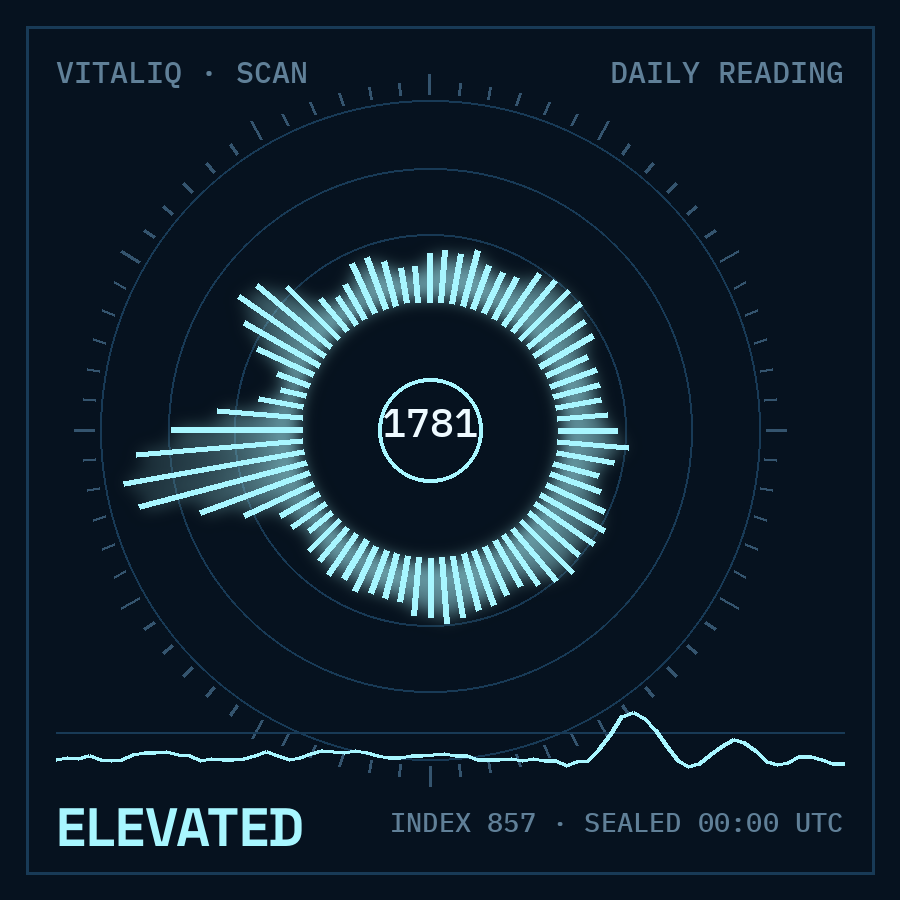 VITALIQ · SCAN
DAILY READING
1781
ELEVATED
INDEX 857 · SEALED 00:00 UTC